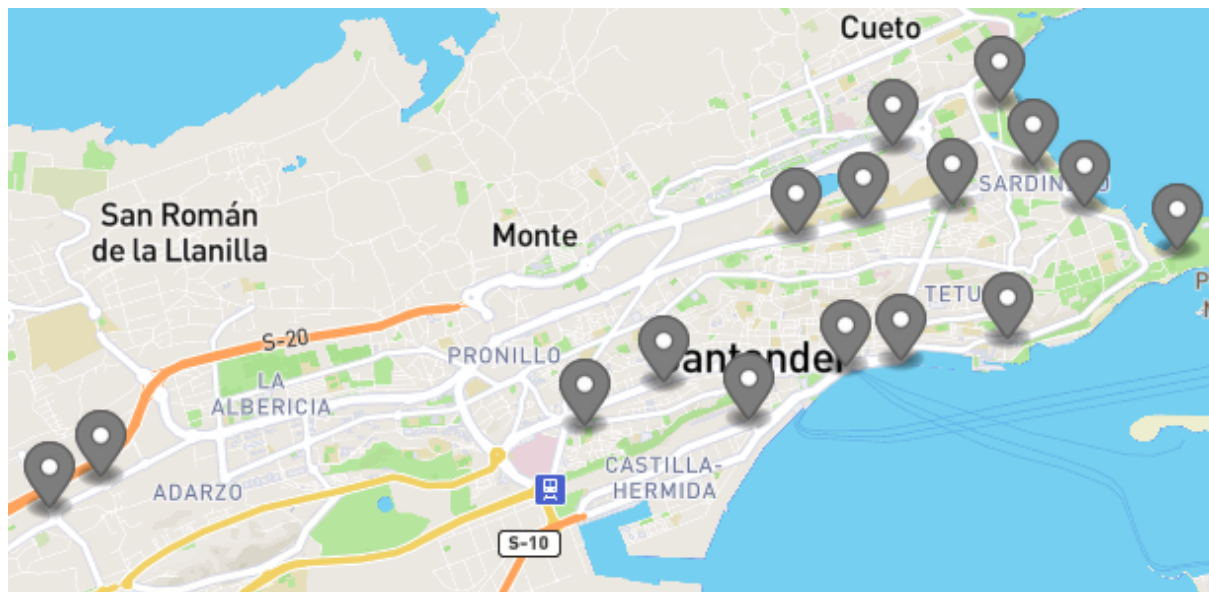 Cueto
San Román
de la Llanilla
Monte
S-20
PRONILLO
LA
ALBERICIA
ADARZO
CASTILLA-
HERMIDA
S-10